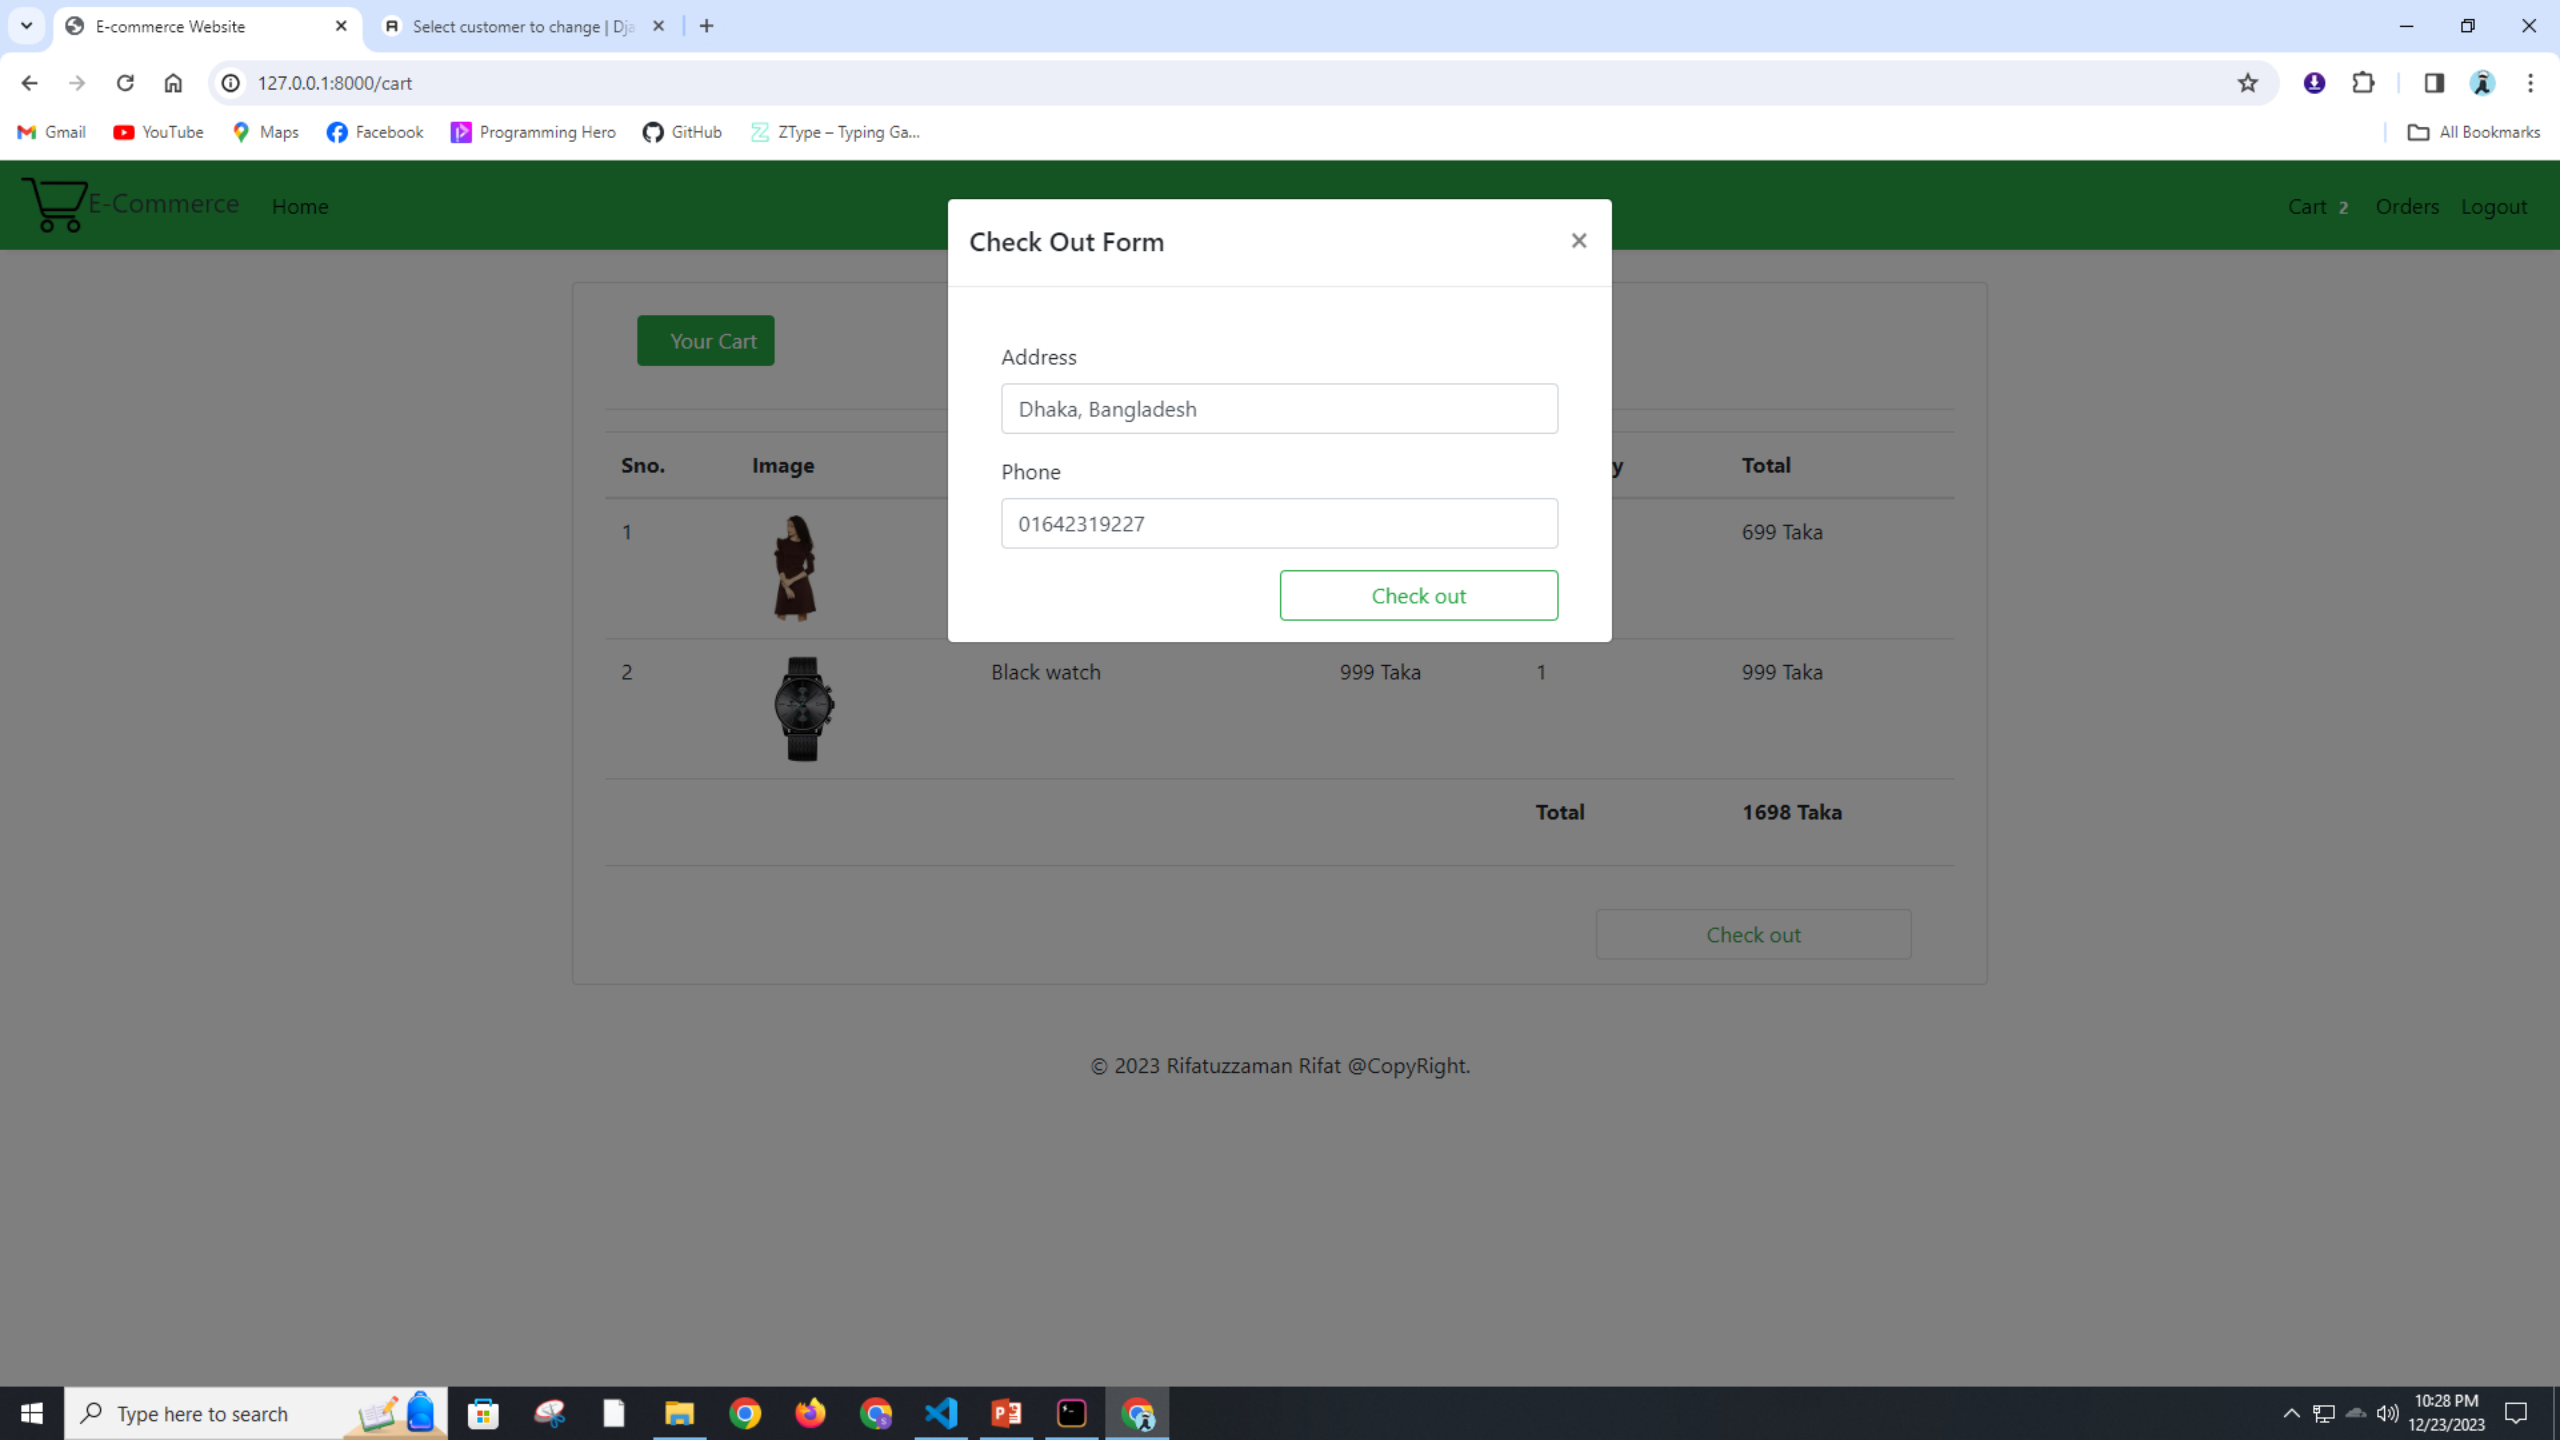 E-commerce Website
Select customer to change | Dja
127.0.0.1:8000/cart
Gmail
YouTube
Maps
Facebook
Programming Hero
GitHub
ZType – Typing Ga...
All Bookmarks
E-Commerce
Home
Cart 2
Orders
Logout
Check Out Form
×
Your Cart
Address
Dhaka, Bangladesh
Phone
01642319227
Check out
Sno. Image y Total
1 699 Taka
2 Black watch 999 Taka 1 999 Taka
Total 1698 Taka
Check out
© 2023 Rifatuzzaman Rifat @CopyRight.
Type here to search
10:28 PM
12/23/2023